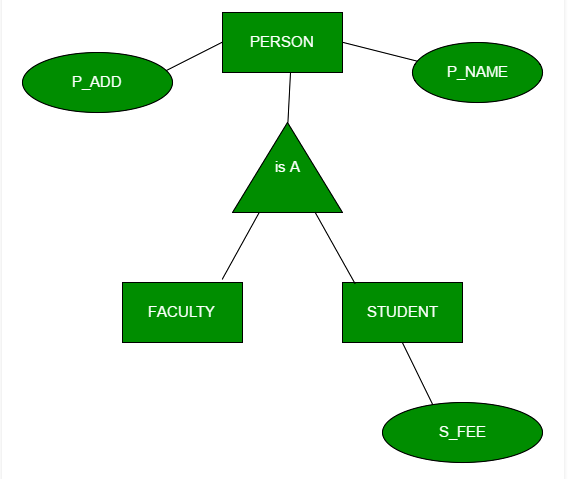 PERSON
P_ADD
P_NAME
is A
FACULTY
STUDENT
S_FEE